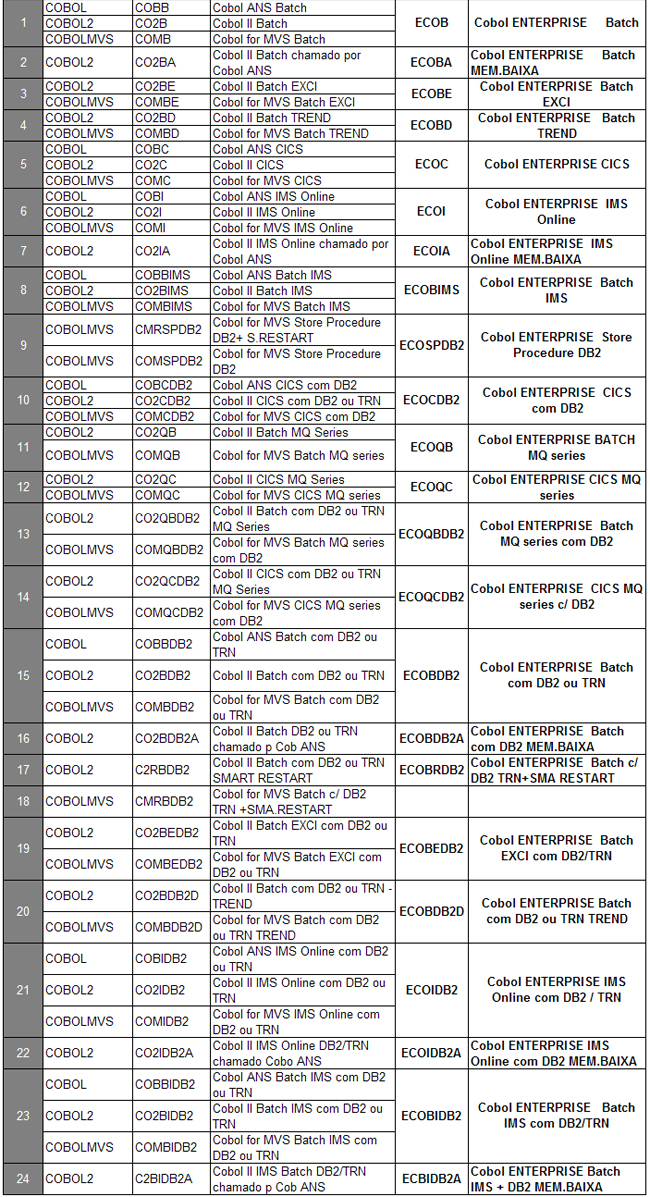 1 COBOL COBB Cobol ANS Batch ECOB Cobol ENTERPRISE Batch
COBOL2 CO2B Cobol II Batch
COBOLMVS COMB Cobol for MVS Batch
2 COBOL2 CO2BA Cobol II Batch chamado por Cobol ANS ECOBA Cobol ENTERPRISE Batch MEM.BAIXA
3 COBOL2 CO2BE Cobol II Batch EXCI ECOBE Cobol ENTERPRISE Batch EXCI
COBOLMVS COMBE Cobol for MVS Batch EXCI
4 COBOL2 CO2BD Cobol II Batch TREND ECOBD Cobol ENTERPRISE Batch TREND
COBOLMVS COMBD Cobol for MVS Batch TREND
5 COBOL COBC Cobol ANS CICS ECOC Cobol ENTERPRISE CICS
COBOL2 CO2C Cobol II CICS
COBOLMVS COMC Cobol for MVS CICS
6 COBOL COBI Cobol ANS IMS Online ECOI Cobol ENTERPRISE IMS Online
COBOL2 CO2I Cobol II IMS Online
COBOLMVS COMI Cobol for MVS IMS Online
7 COBOL2 CO2IA Cobol II IMS Online chamado por Cobol ANS ECOIA Cobol ENTERPRISE IMS Online MEM.BAIXA
8 COBOL COBBIMS Cobol ANS Batch IMS ECOBIMS Cobol ENTERPRISE Batch IMS
COBOL2 CO2BIMS Cobol II Batch IMS
COBOLMVS COMBIMS Cobol for MVS Batch IMS
9 COBOLMVS CMRSPDB2 Cobol for MVS Store Procedure DB2+ S.RESTART ECOSPDB2 Cobol ENTERPRISE Store Procedure DB2
COBOLMVS COMSPDB2 Cobol for MVS Store Procedure DB2
10 COBOL COBCDB2 Cobol ANS CICS com DB2 ECOCDB2 Cobol ENTERPRISE CICS com DB2
COBOL2 CO2CDB2 Cobol II CICS com DB2 ou TRN
COBOLMVS COMCDB2 Cobol for MVS CICS com DB2
11 COBOL2 CO2QB Cobol II Batch MQ Series ECOQB Cobol ENTERPRISE BATCH MQ series
COBOLMVS COMQB Cobol for MVS Batch MQ series
12 COBOL2 CO2QC Cobol II CICS MQ Series ECOQC Cobol ENTERPRISE CICS MQ series
COBOLMVS COMQC Cobol for MVS CICS MQ series
13 COBOL2 CO2QBDB2 Cobol II Batch com DB2 ou TRN MQ Series ECOQBDB2 Cobol ENTERPRISE Batch MQ series com DB2
COBOLMVS COMQBDB2 Cobol for MVS Batch MQ series com DB2
14 COBOL2 CO2QCDB2 Cobol II CICS com DB2 ou TRN MQ Series ECOQCDB2 Cobol ENTERPRISE CICS MQ series c/ DB2
COBOLMVS COMQCDB2 Cobol for MVS CICS MQ series com DB2
15 COBOL COBBDB2 Cobol ANS Batch com DB2 ou TRN ECOBDB2 Cobol ENTERPRISE Batch com DB2 ou TRN
COBOL2 CO2BDB2 Cobol II Batch com DB2 ou TRN
COBOLMVS COMBDB2 Cobol for MVS Batch com DB2 ou TRN
16 COBOL2 CO2BDB2A Cobol II Batch DB2 ou TRN chamado p Cob ANS ECOBDB2A Cobol ENTERPRISE Batch com DB2 MEM.BAIXA
17 COBOL2 C2RBDB2 Cobol II Batch com DB2 ou TRN SMART RESTART ECOBRDB2 Cobol ENTERPRISE Batch c/ DB2 TRN+SMA RESTART
18 COBOLMVS CMRBDB2 Cobol for MVS Batch c/ DB2 TRN +SMA.RESTART
19 COBOL2 CO2BEDB2 Cobol II Batch EXCI com DB2 ou TRN ECOBEDB2 Cobol ENTERPRISE Batch EXCI com DB2/TRN
COBOLMVS COMBEDB2 Cobol for MVS Batch EXCI com DB2 ou TRN
20 COBOL2 CO2BDB2D Cobol II Batch com DB2 ou TRN - TREND ECOBDB2D Cobol ENTERPRISE Batch com DB2 ou TRN TREND
COBOLMVS COMBDB2D Cobol for MVS Batch com DB2 ou TRN TREND
21 COBOL COBIDB2 Cobol ANS IMS Online com DB2 ou TRN ECOIDB2 Cobol ENTERPRISE IMS Online com DB2 / TRN
COBOL2 CO2IDB2 Cobol II IMS Online com DB2 ou TRN
COBOLMVS COMIDB2 Cobol for MVS IMS Online com DB2 ou TRN
22 COBOL2 CO2IDB2A Cobol II IMS Online DB2/TRN chamado Cobo ANS ECOIDB2A Cobol ENTERPRISE IMS Online com DB2 MEM.BAIXA
23 COBOL COBBIDB2 Cobol ANS Batch IMS com DB2 ou TRN ECOBIDB2 Cobol ENTERPRISE Batch IMS com DB2/TRN
COBOL2 CO2BIDB2 Cobol II Batch IMS com DB2 ou TRN
COBOLMVS COMBIDB2 Cobol for MVS Batch IMS com DB2 ou TRN
24 COBOL2 C2BIDB2A Cobol II IMS Batch DB2/TRN chamado p Cob ANS ECBIDB2A Cobol ENTERPRISE Batch IMS + DB2 MEM.BAIXA